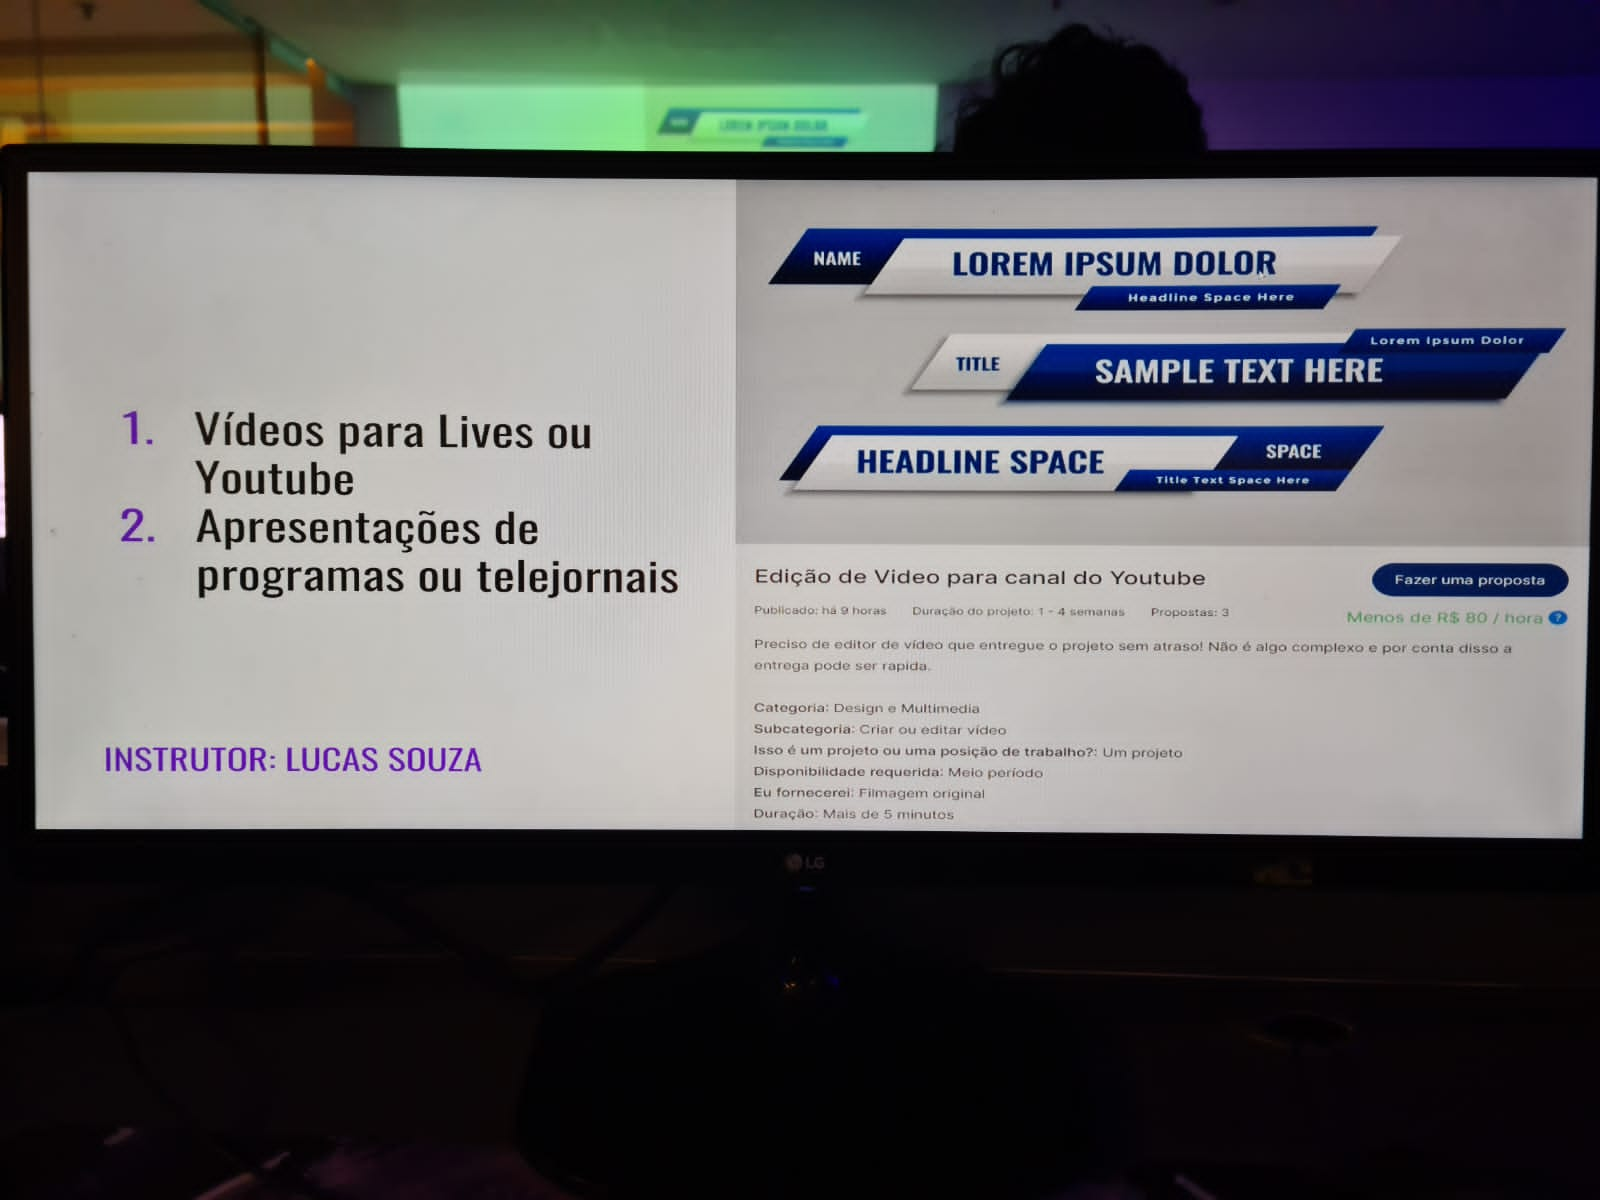 LOREM IPSUM DOLOR
1. Vídeos para Lives ou
Youtube
2. Apresentações de
programas ou telejornais
INSTRUTOR: LUCAS SOUZA
NAME
LOREM IPSUM DOLOR
Headline Space Here
Lorem Ipsum Dolor
TITLE
SAMPLE TEXT HERE
HEADLINE SPACE
SPACE
Title Text Space Here
Edição de Vídeo para canal do Youtube
Fazer uma proposta
Publicado: há 9 horas Duração do projeto: 1 - 4 semanas Propostas: 3
Menos de R$ 80 / hora ?
Preciso de editor de vídeo que entregue o projeto sem atraso! Não é algo complexo e por conta disso a
entrega pode ser rapida.
Categoria: Design e Multimedia
Subcategoria: Criar ou editar vídeo
Isso é um projeto ou uma posição de trabalho?: Um projeto
Disponibilidade requerida: Meio período
Eu fornecerei: Filmagem original
Duração: Mais de 5 minutos
LG